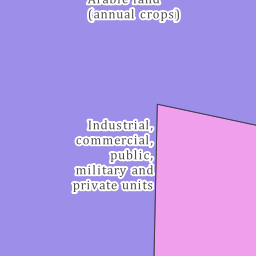 Arable land
(annual crops)
Industrial,
commercial,
public,
military and
private units